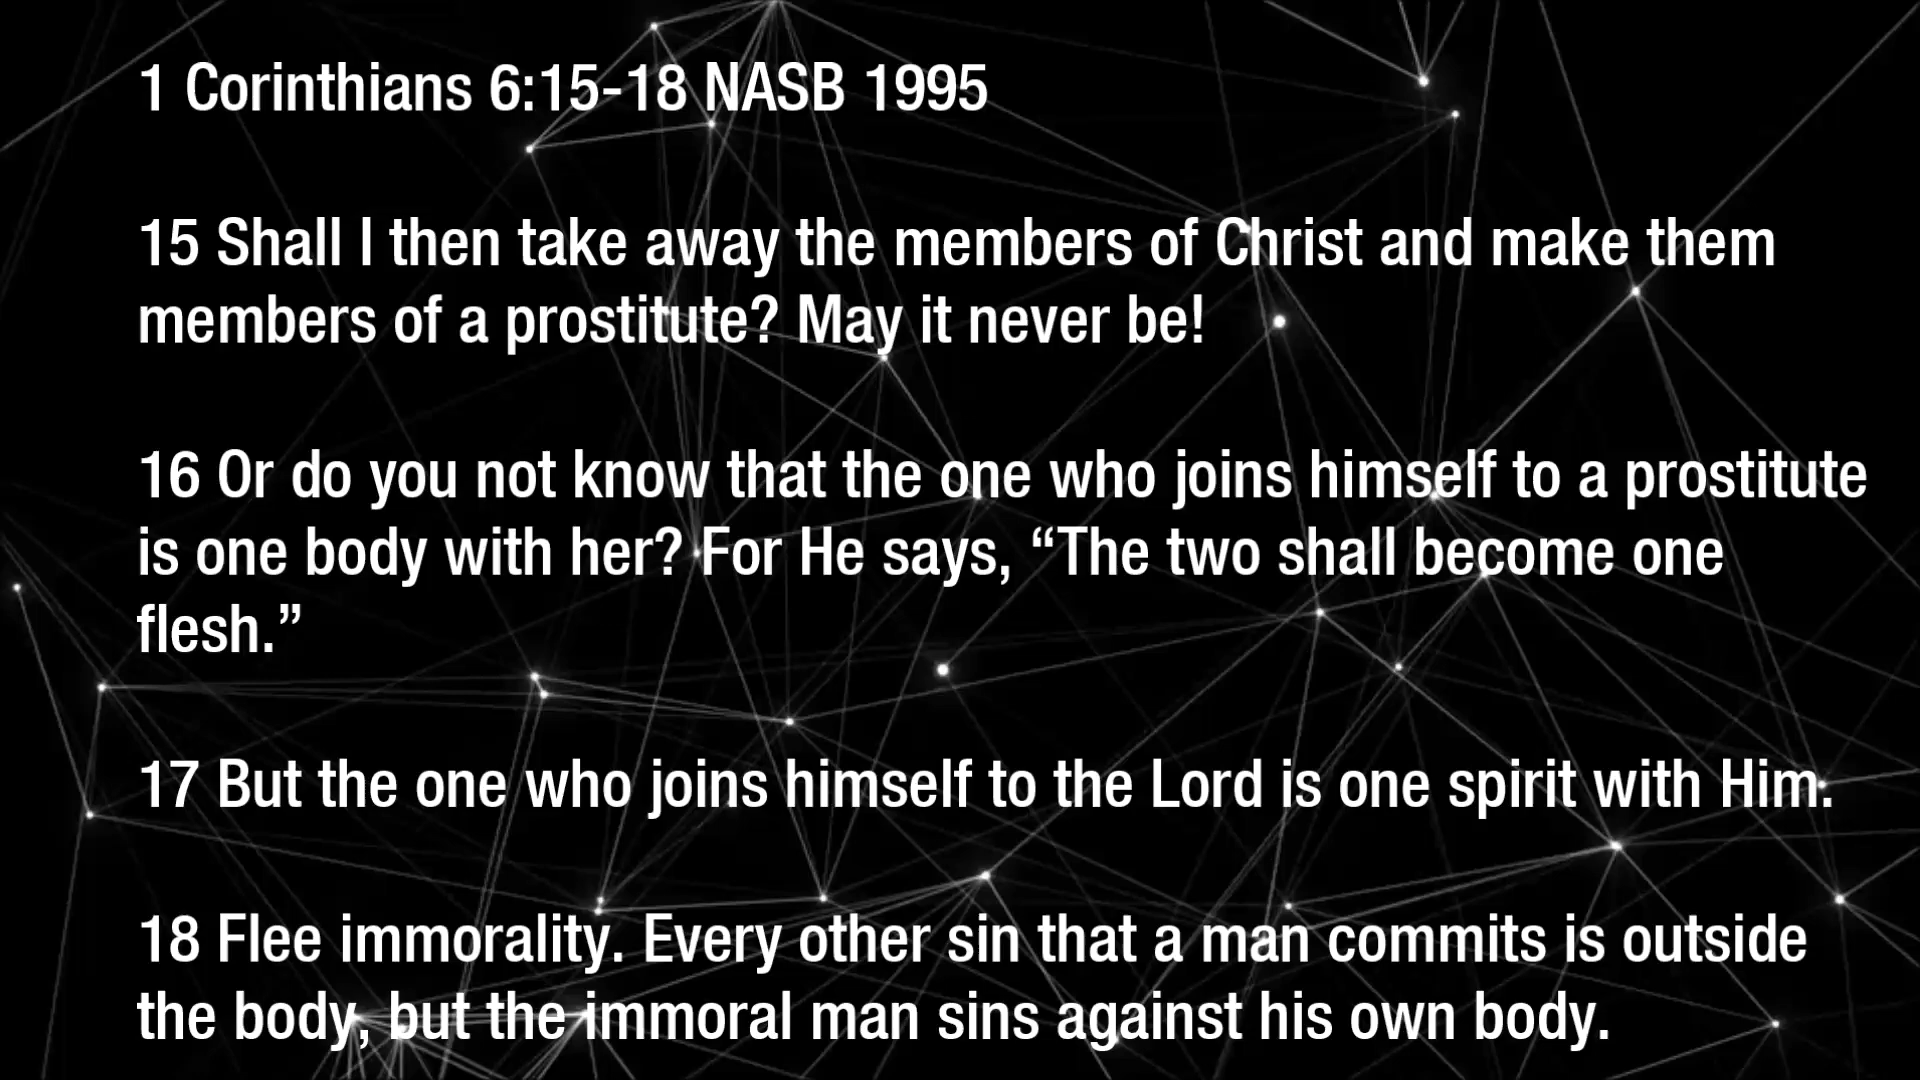 1 Corinthians 6:15-18 NASB 1995
15 Shall I then take away the members of Christ and make them
members of a prostitute? May it never be!
16 Or do you not know that the one who joins himself to a prostitute
is one body with her? For He says, “The two shall become one
flesh.”
17 But the one who joins himself to the Lord is one spirit with Him.
18 Flee immorality. Every other sin that a man commits is outside
the body, but the immoral man sins against his own body.